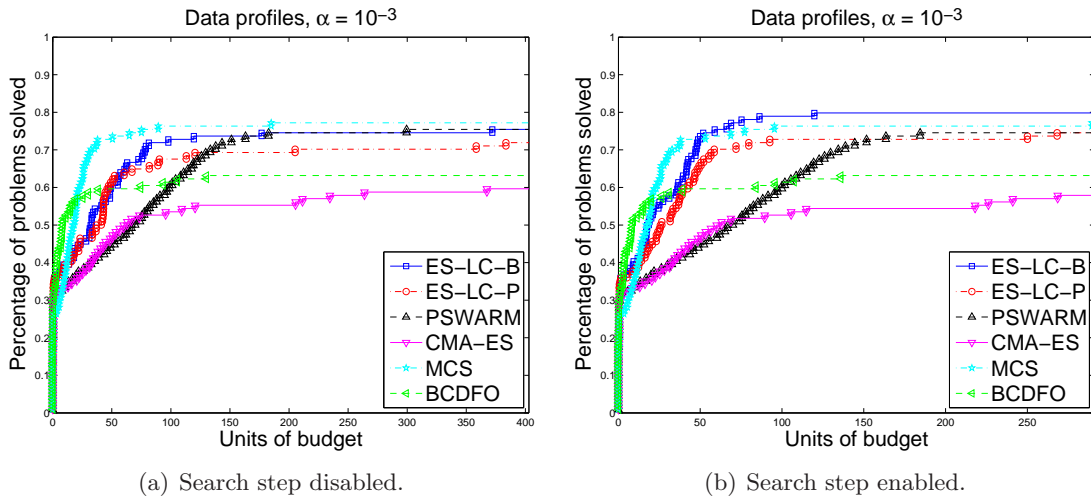 Data profiles, α = 10⁻³
1
0.9
0.8
0.7
0.6
0.5
0.4
0.3
0.2
0.1
0
Percentage of problems solved
0 50 100 150 200 250 300 350 400
Units of budget
ES−LC−B
ES−LC−P
PSWARM
CMA−ES
MCS
BCDFO
(a) Search step disabled.
Data profiles, α = 10⁻³
1
0.9
0.8
0.7
0.6
0.5
0.4
0.3
0.2
0.1
0
Percentage of problems solved
0 50 100 150 200 250
Units of budget
ES−LC−B
ES−LC−P
PSWARM
CMA−ES
MCS
BCDFO
(b) Search step enabled.